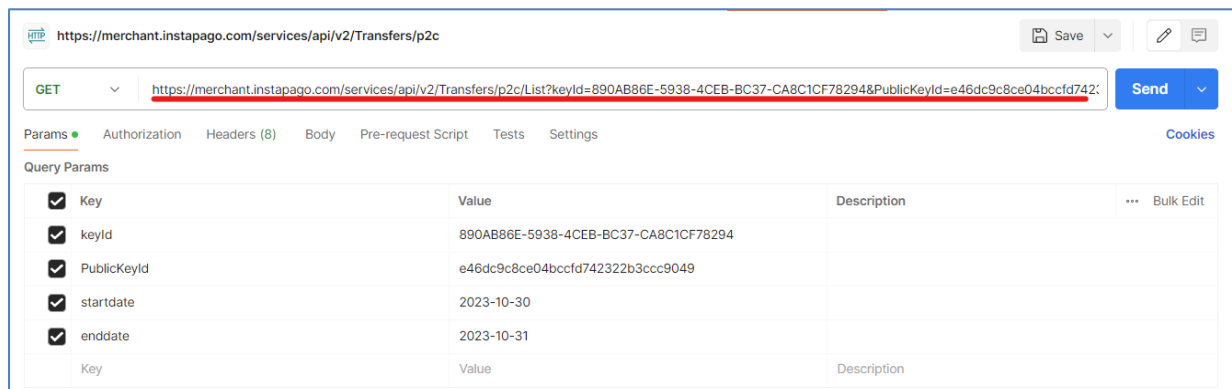 HTTP https://merchant.instapago.com/services/api/v2/Transfers/p2c Save
GET https://merchant.instapago.com/services/api/v2/Transfers/p2c/List?keyId=890AB86E-5938-4CEB-BC37-CA8C1CF78294&PublicKeyId=e46dc9c8ce04bccfd742 Send
Params Authorization Headers (8) Body Pre-request Script Tests Settings Cookies
Query Params
Key Value Description ••• Bulk Edit
keyId 890AB86E-5938-4CEB-BC37-CA8C1CF78294
PublicKeyId e46dc9c8ce04bccfd742322b3ccc9049
startdate 2023-10-30
enddate 2023-10-31
Key Value Description